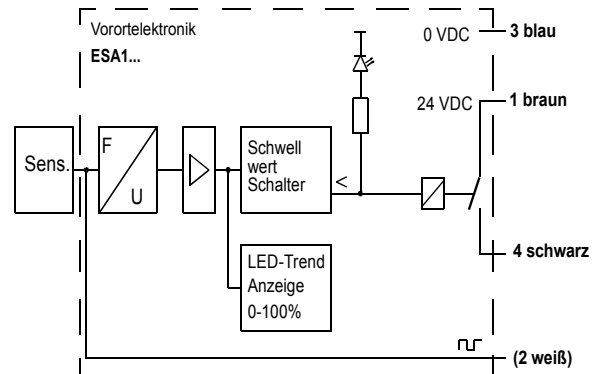 Vorortelektronik
ESA1...
0 VDC
3 blau
24 VDC
1 braun
Sens.
F
U
Schwell
wert
Schalter
<
4 schwarz
LED-Trend
Anzeige
0-100%
(2 weiß)